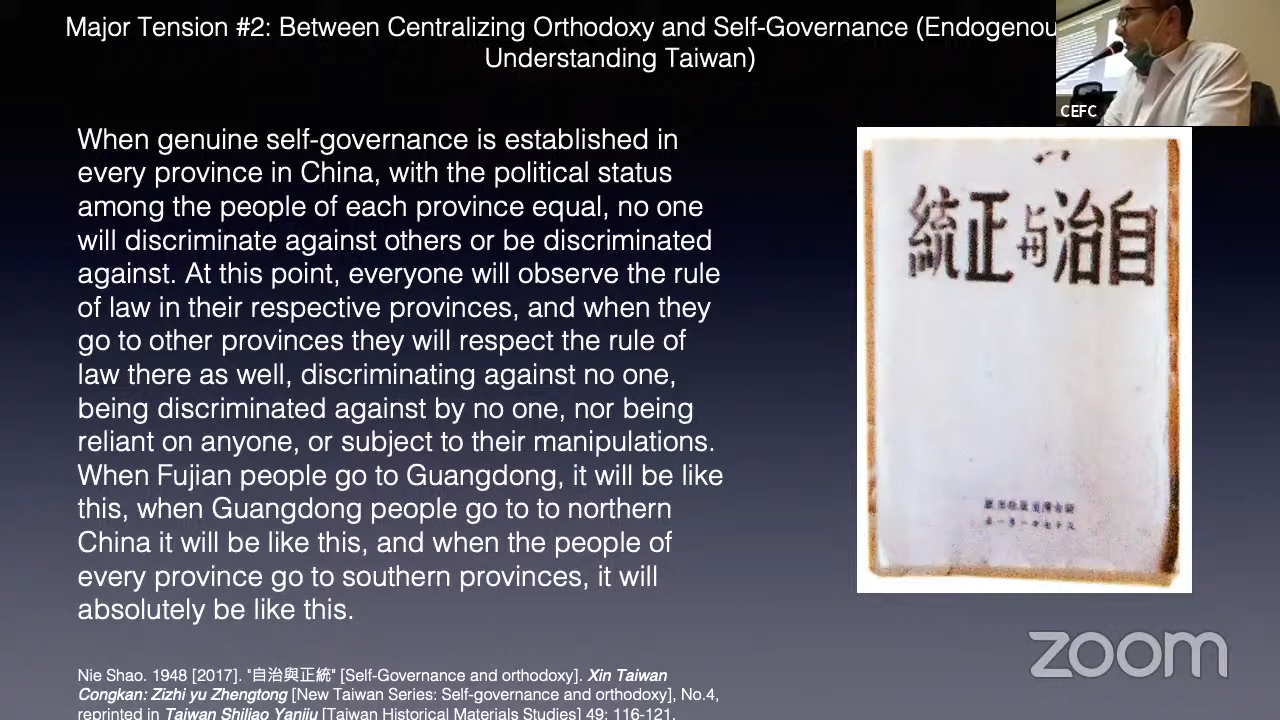 Major Tension #2: Between Centralizing Orthodoxy and Self-Governance (Endogenou
Understanding Taiwan)
CEFC
When genuine self-governance is established in
every province in China, with the political status
among the people of each province equal, no one
will discriminate against others or be discriminated
against. At this point, everyone will observe the rule
of law in their respective provinces, and when they
go to other provinces they will respect the rule of
law there as well, discriminating against no one,
being discriminated against by no one, nor being
reliant on anyone, or subject to their manipulations.
When Fujian people go to Guangdong, it will be like
this, when Guangdong people go to to northern
China it will be like this, and when the people of
every province go to southern provinces, it will
absolutely be like this.
自治與正統
Nie Shao. 1948 [2017]. "自治與正統" [Self-Governance and orthodoxy]. Xin Taiwan
Congkan: Zizhi yu Zhengtong [New Taiwan Series: Self-governance and orthodoxy], No.4,
reprinted in Taiwan Shiliao Yanjiu [Taiwan Historical Materials Studies] 49: 116-121.
zoom